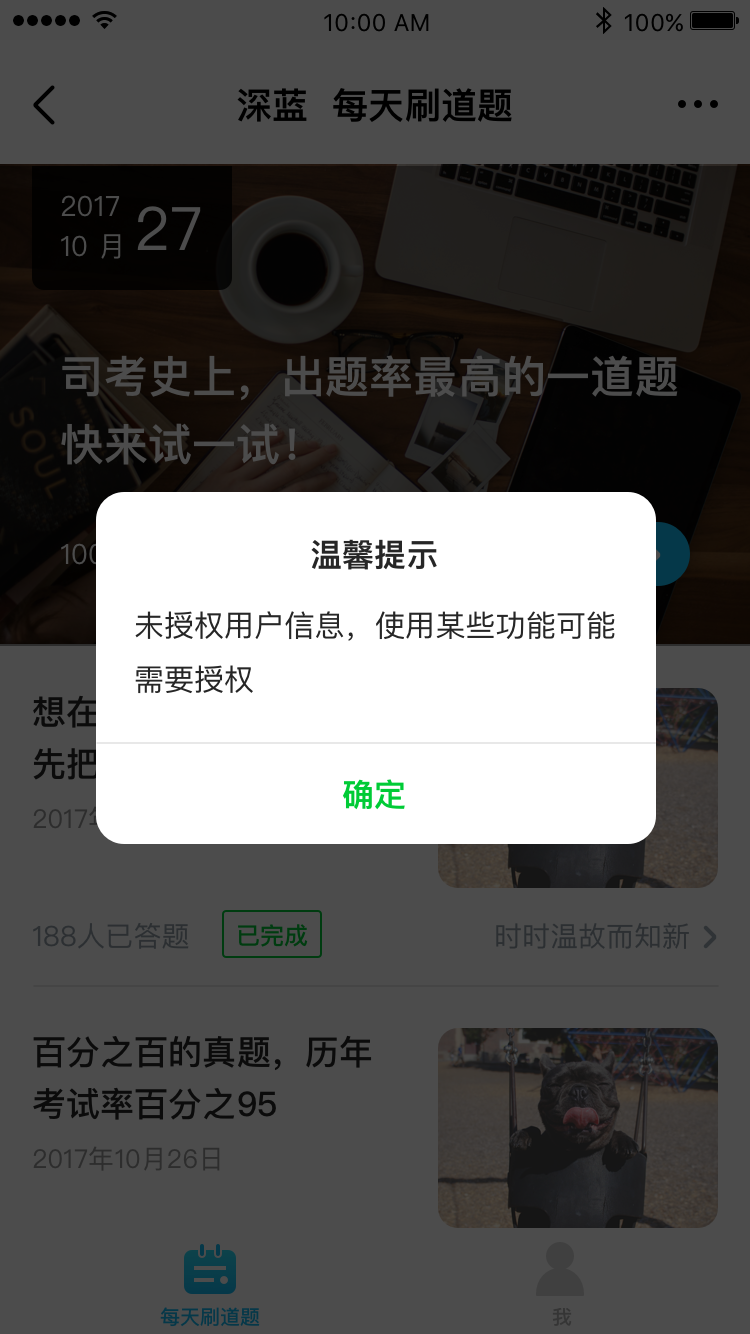 10:00 AM 100%
深蓝 每天刷道题
2017
10 月
27
司考史上，出题率最高的一道题
快来试一试！
SOUL
100
温馨提示
未授权用户信息，使用某些功能可能
需要授权
确定
想在
先把
2017
188人已答题 已完成 时时温故而知新
百分之百的真题，历年
考试率百分之95
2017年10月26日
每天刷道题 我